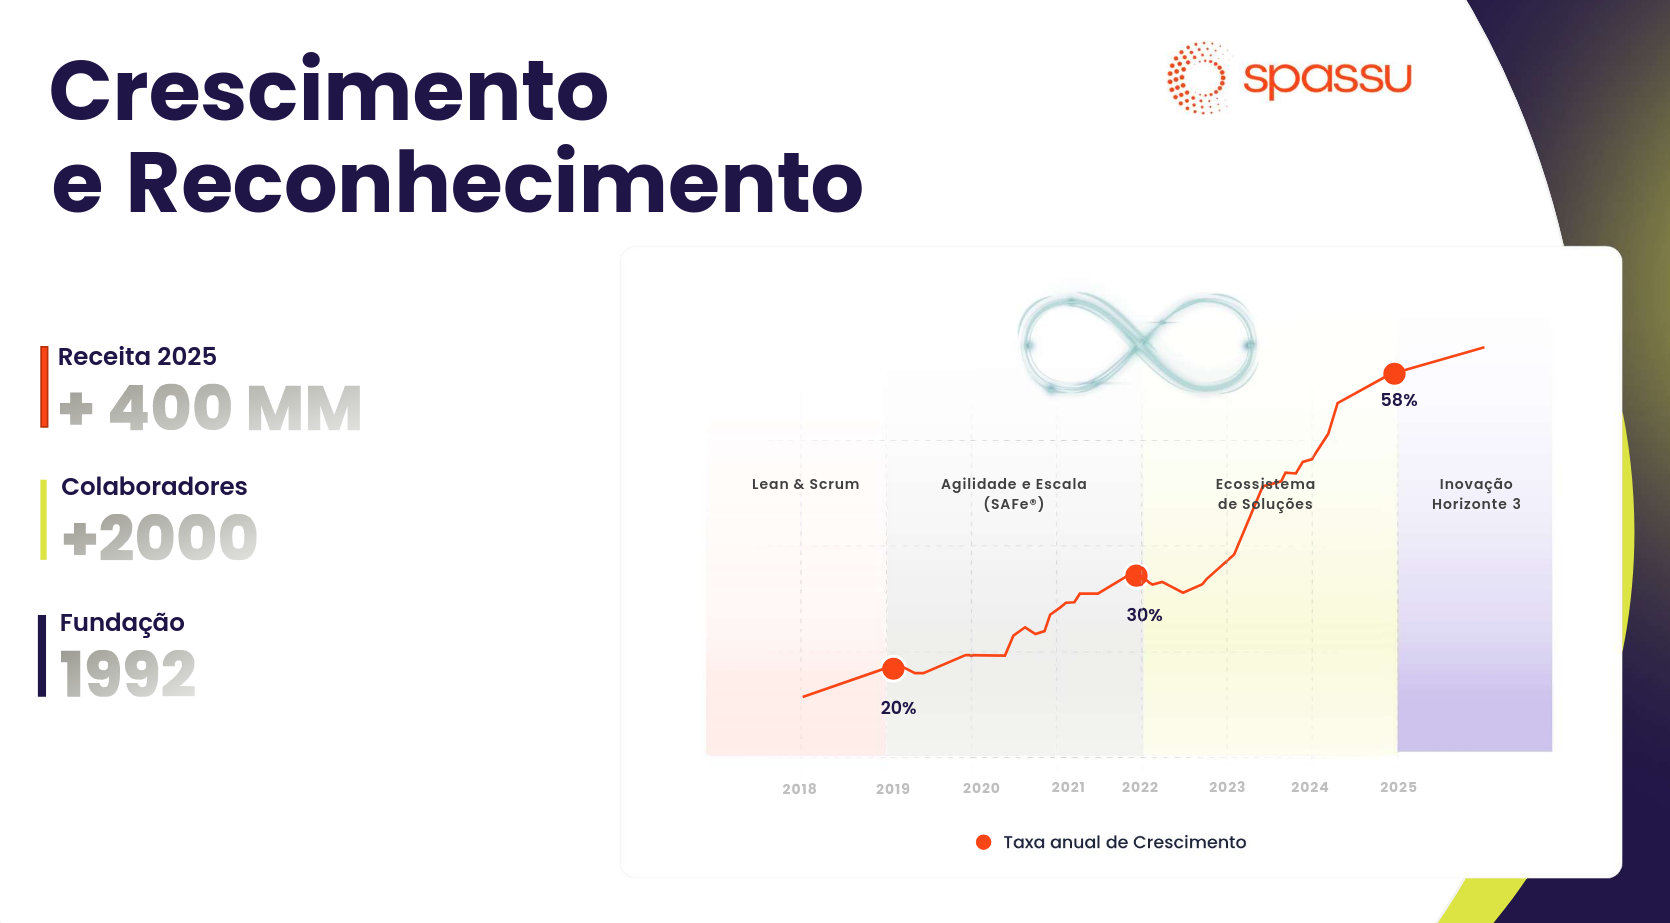 Crescimento
e Reconhecimento
spassu
Receita 2025
+ 400 MM
Colaboradores
+2000
Fundação
1992
Lean & Scrum
Agilidade e Escala
(SAFe®)
Ecossistema
de Soluções
Inovação
Horizonte 3
58%
30%
20%
2018 2019 2020 2021 2022 2023 2024 2025
Taxa anual de Crescimento